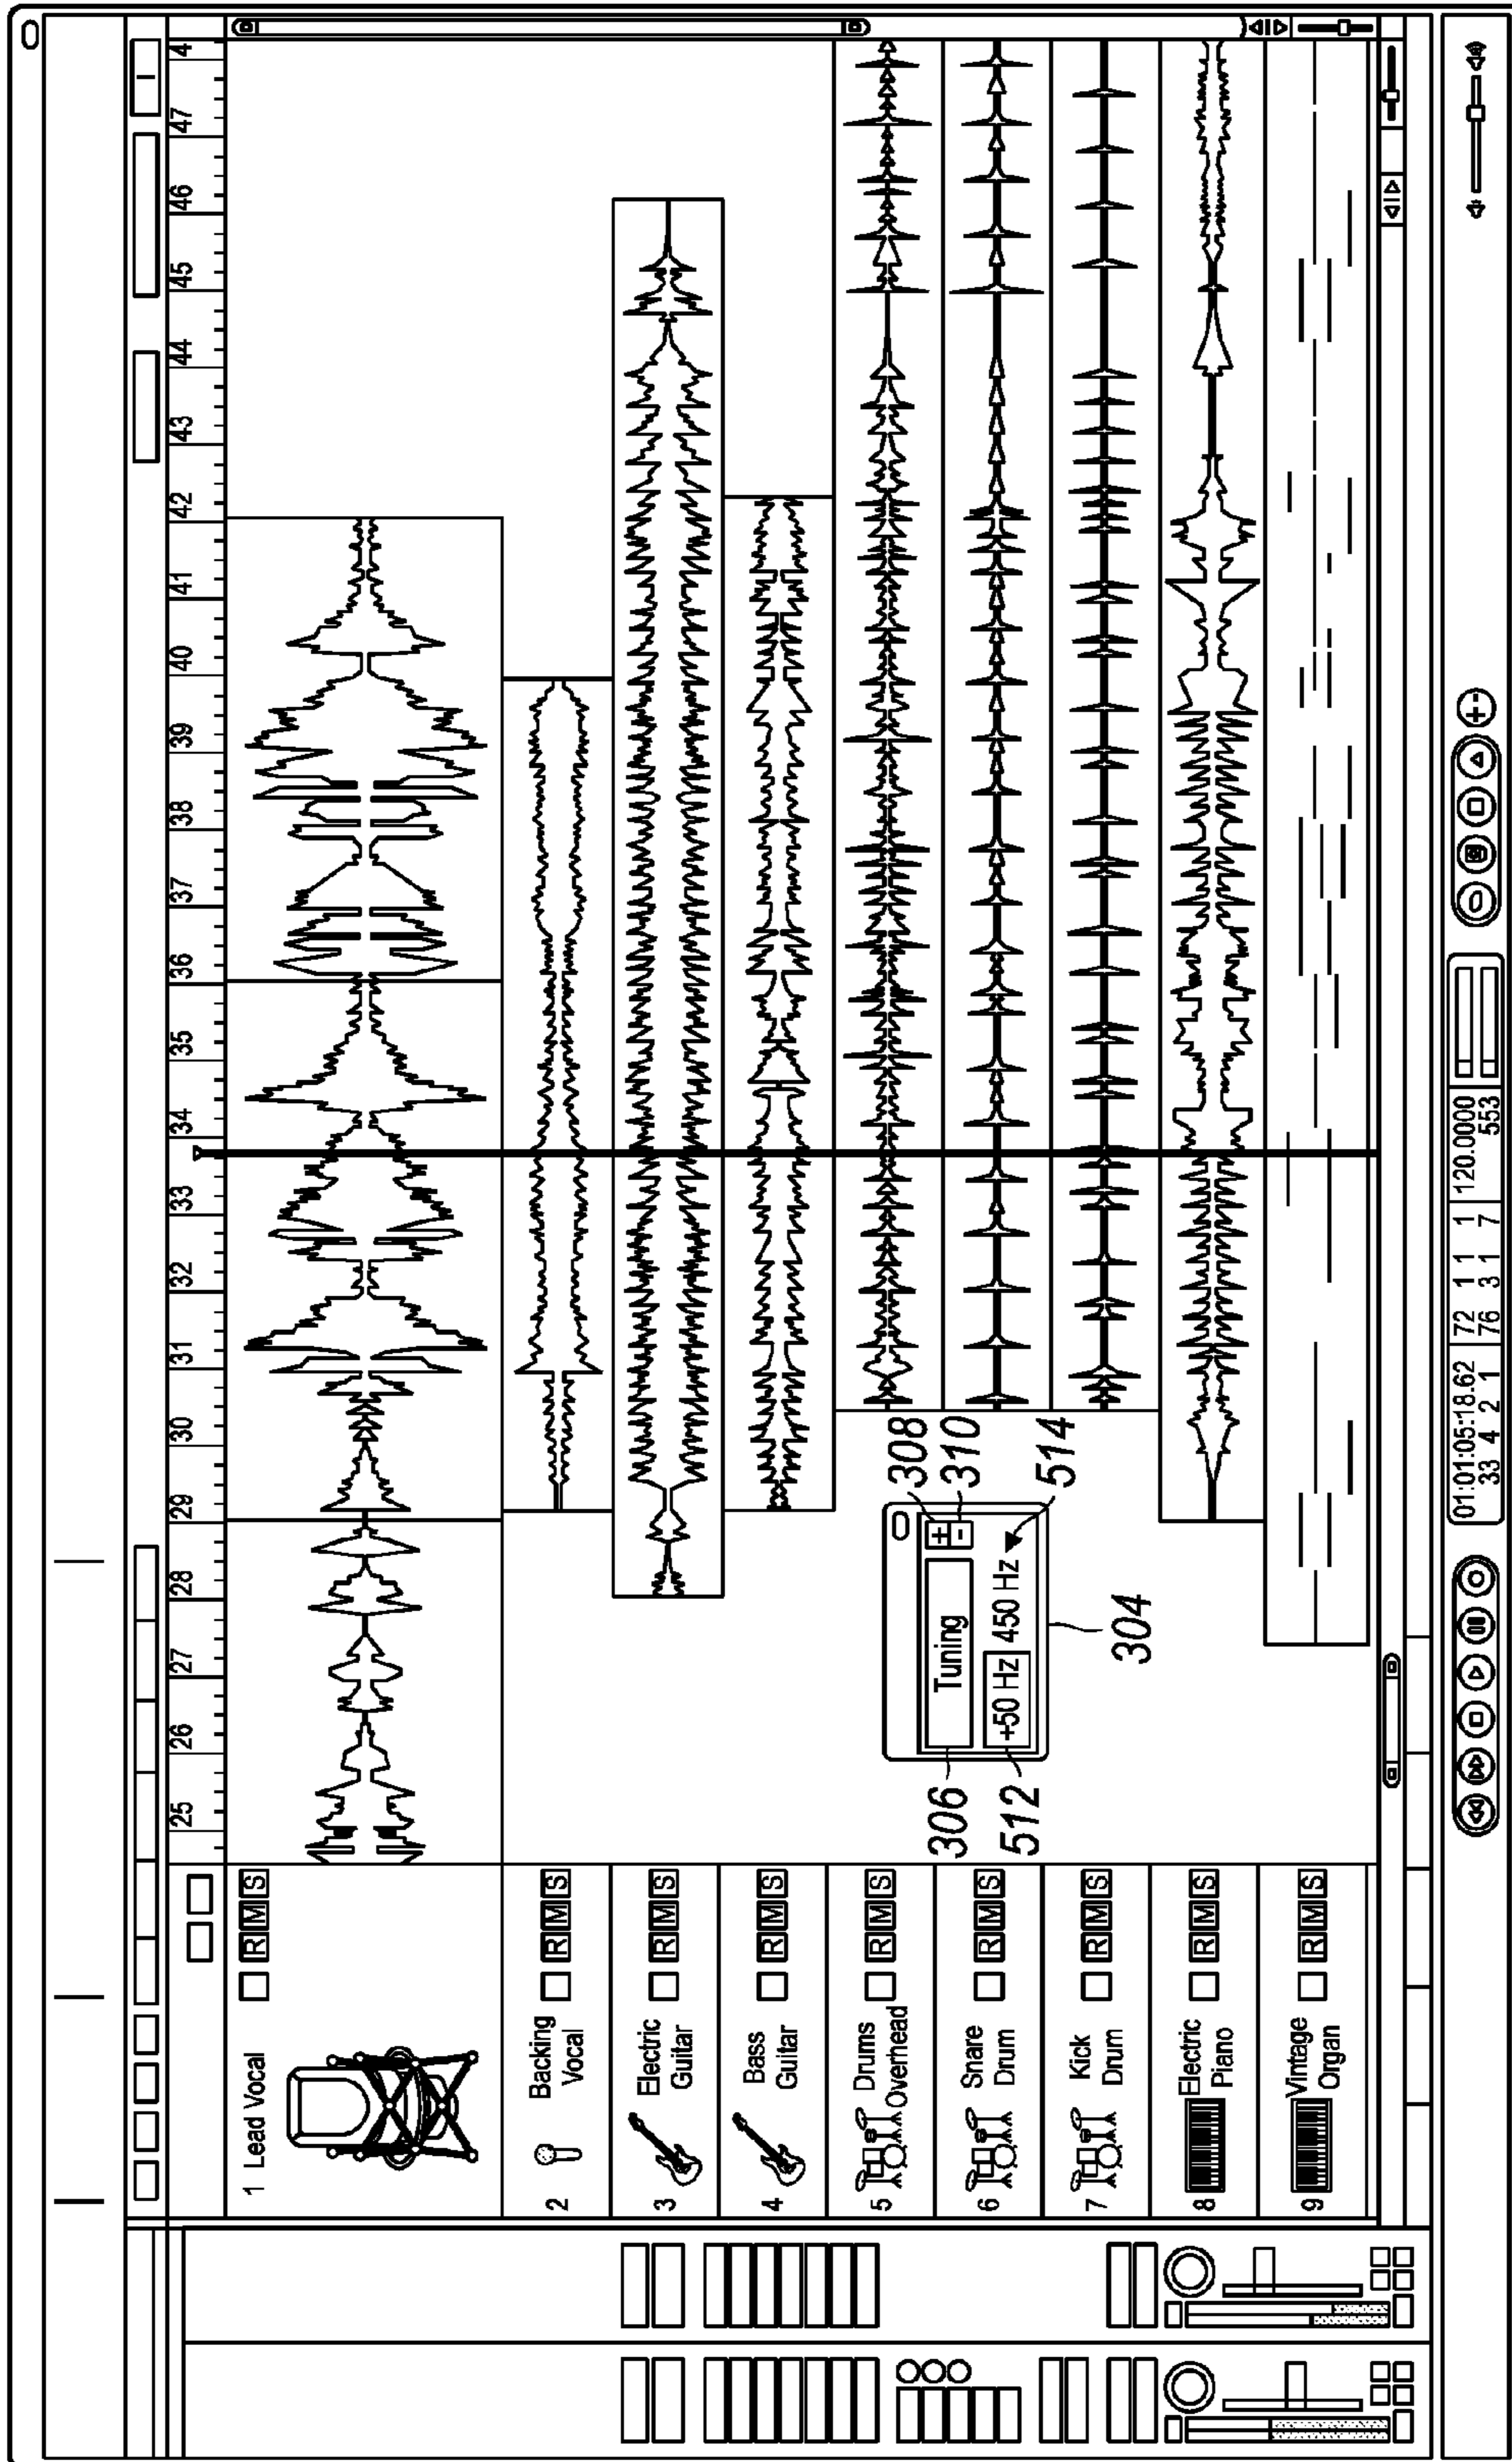 25 26 27 28 29 30 31 32 33 34 35 36 37 38 39 40 41 42 43 44 45 46 47 4
1 Lead Vocal R M S
2 Backing Vocal R M S
3 Electric Guitar R M S
4 Bass Guitar R M S
5 Drums Overhead R M S
6 Snare Drum R M S
7 Kick Drum R M S
8 Electric Piano R M S
9 Vintage Organ R M S
306
Tuning
+
-
308
310
512
+50 Hz
450 Hz
514
304
01:01:05:18.62 72 1 1 1 120.0000
33 4 2 1 76 3 1 7 553